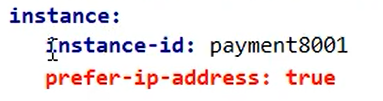 instance:
instance-id: payment8001
prefer-ip-address: true